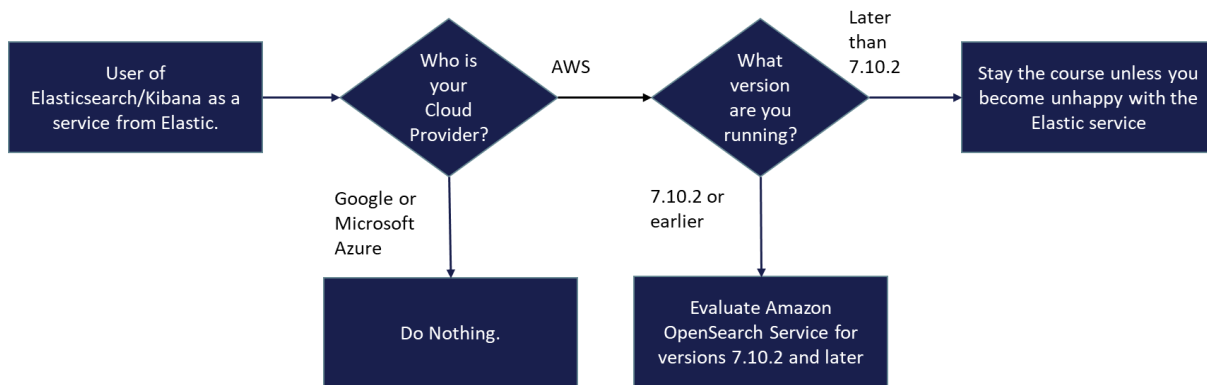 User of
Elasticsearch/Kibana as a
service from Elastic.
Who is
your
Cloud
Provider?
AWS
What
version
are you
running?
Later
than
7.10.2
Stay the course unless you
become unhappy with the
Elastic service
Google or
Microsoft
Azure
7.10.2 or
earlier
Do Nothing.
Evaluate Amazon
OpenSearch Service for
versions 7.10.2 and later